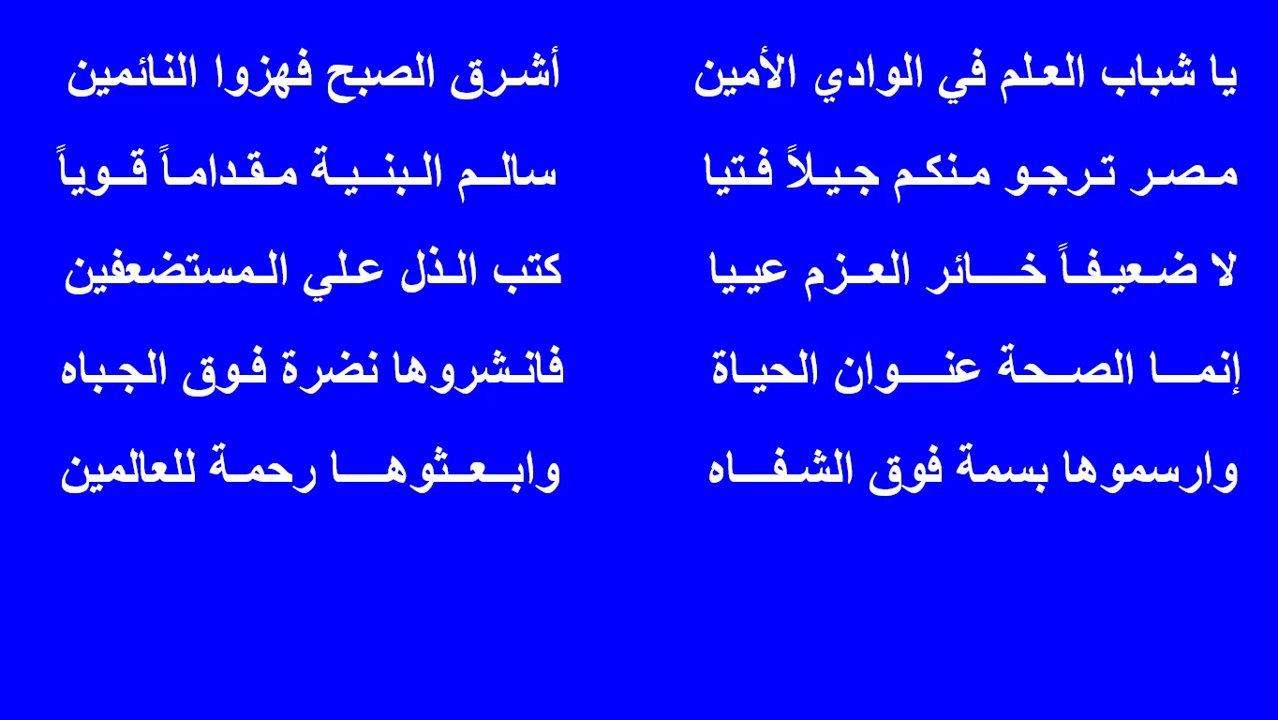 يا شباب العلم في الوادي الأمين أشرق الصبح فهزوا النائمين
مصر ترجو منكم جيلاً فتيا سالم البنية مقداماً قوياً
لا ضعيفاً خائر العزم عييا كتب الذل علي المستضعفين
إنما الصحة عنوان الحياة فانشروها نضرة فوق الجباه
وارسموها بسمة فوق الشفاه وابعثوها رحمة للعالمين